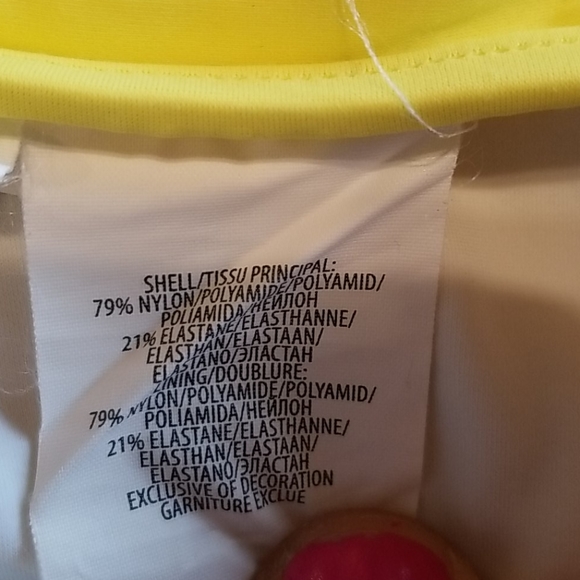 SHELL/TISSU PRINCIPAL:
79% NYLON/POLYAMIDE/POLYAMID/
POLIAMIDA/НЕЙЛОН
21% ELASTANE/ELASTHANNE/
ELASTHAN/ELASTAAN/
ELASTANO/ЭЛАСТАН
LINING/DOUBLURE:
79% NYLON/POLYAMIDE/POLYAMID/
POLIAMIDA/НЕЙЛОН
21% ELASTANE/ELASTHANNE/
ELASTHAN/ELASTAAN/
ELASTANO/ЭЛАСТАН
EXCLUSIVE OF DECORATION
GARNITURE EXCLUE